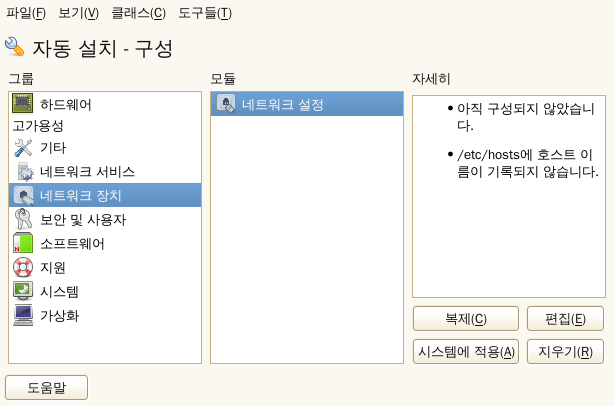 파일(F) 보기(V) 클래스(C) 도구들(T)
자동 설치 - 구성
그룹 모듈 자세히
하드웨어
고가용성
기타
네트워크 서비스
네트워크 장치
보안 및 사용자
소프트웨어
지원
시스템
가상화
네트워크 설정
• 아직 구성되지 않았습니
다.
• /etc/hosts에 호스트 이
름이 기록되지 않습니다.
복제(C) 편집(E)
시스템에 적용(A) 지우기(R)
도움말